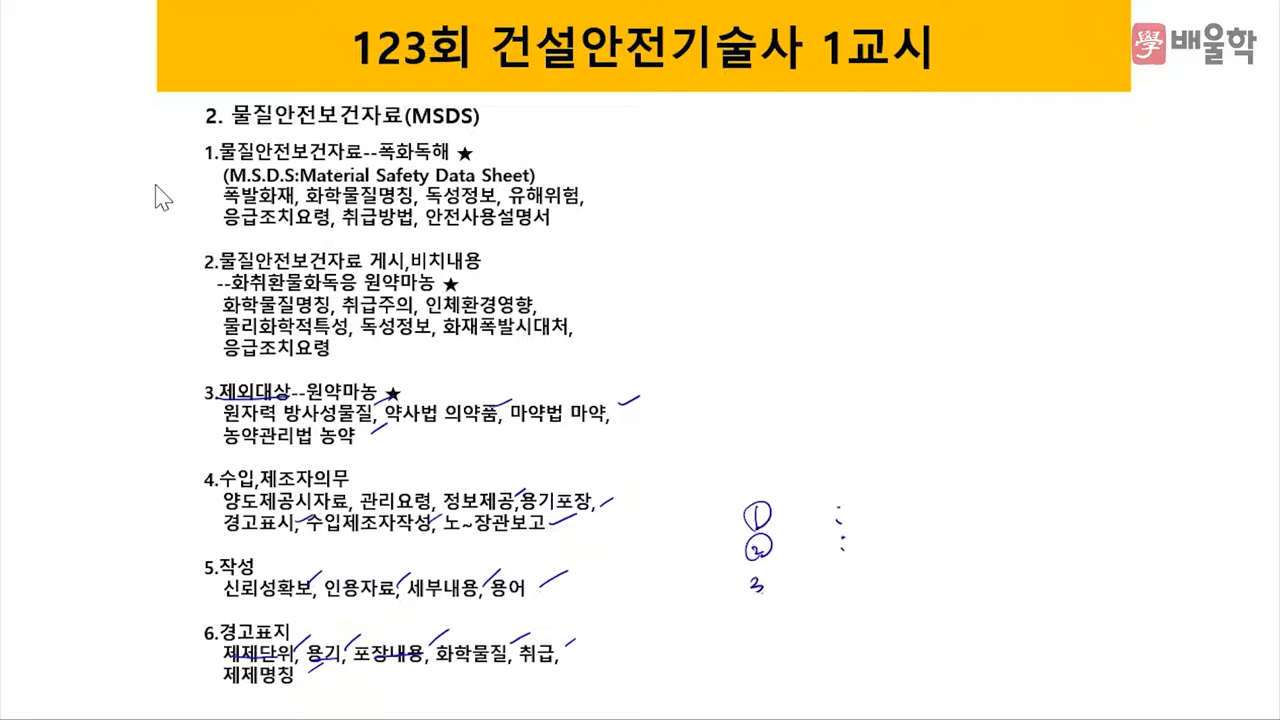 123회 건설안전기술사 1교시
學 배울학
2. 물질안전보건자료(MSDS)
1.물질안전보건자료--폭화독해 ★
(M.S.D.S:Material Safety Data Sheet)
폭발화재, 화학물질명칭, 독성정보, 유해위험,
응급조치요령, 취급방법, 안전사용설명서
2.물질안전보건자료 게시,비치내용
--화취환물화독응 원약마농 ★
화학물질명칭, 취급주의, 인체환경영향,
물리화학적특성, 독성정보, 화재폭발시대처,
응급조치요령
3.제외대상--원약마농 ★
원자력 방사성물질, 약사법 의약품, 마약법 마약,
농약관리법 농약
4.수입,제조자의무
양도제공시자료, 관리요령, 정보제공,용기포장,
경고표시, 수입제조자작성, 노~장관보고
5.작성
신뢰성확보, 인용자료, 세부내용, 용어
6.경고표지
제제단위, 용기, 포장내용, 화학물질, 취급,
제제명칭
① :
② :
3